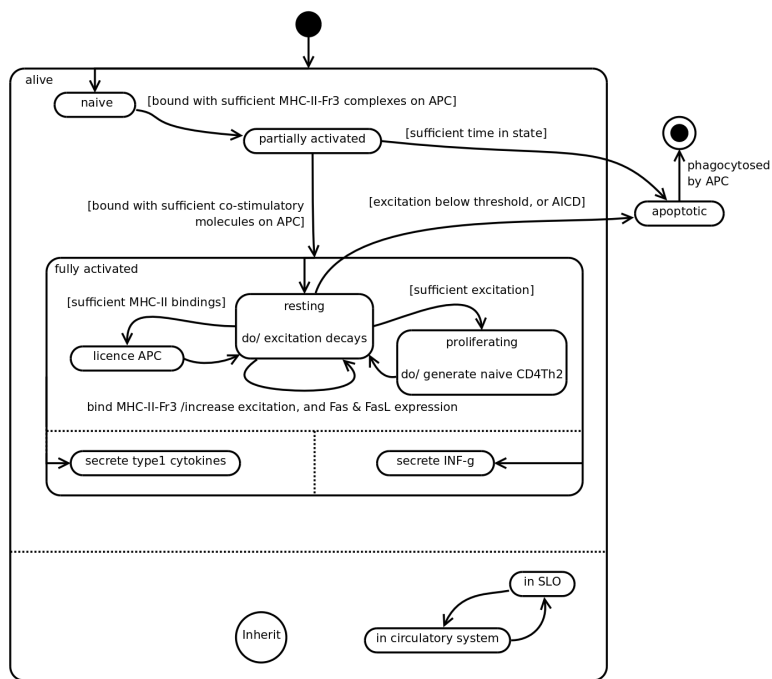 alive
naive
[bound with sufficient MHC-II-Fr3 complexes on APC]
partially activated
[sufficient time in state]
phagocytosed
by APC
apoptotic
[bound with sufficient co-stimulatory
molecules on APC]
[excitation below threshold, or AICD]
fully activated
[sufficient MHC-II bindings]
resting
do/ excitation decays
[sufficient excitation]
licence APC
proliferating
do/ generate naive CD4Th2
bind MHC-II-Fr3 /increase excitation, and Fas & FasL expression
secrete type1 cytokines
secrete INF-g
in SLO
Inherit
in circulatory system